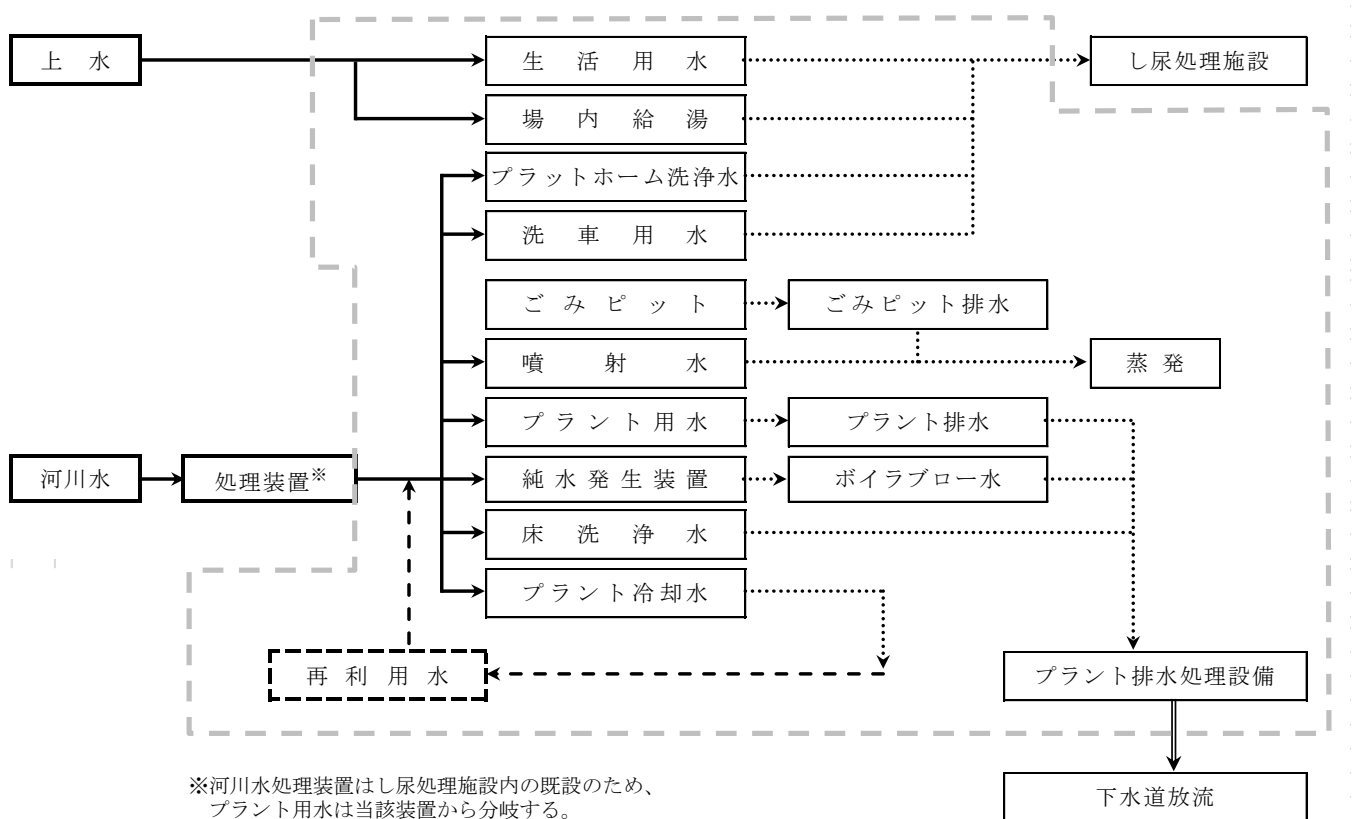 上水
生活用水
し尿処理施設
場内給湯
プラットホーム洗浄水
洗車用水
ごみピット
ごみピット排水
噴射水
蒸発
プラント用水
プラント排水
河川水
処理装置※
純水発生装置
ボイラブロー水
床洗浄水
プラント冷却水
再利用水
プラント排水処理設備
※河川水処理装置はし尿処理施設内の既設のため、
プラント用水は当該装置から分岐する。
下水道放流